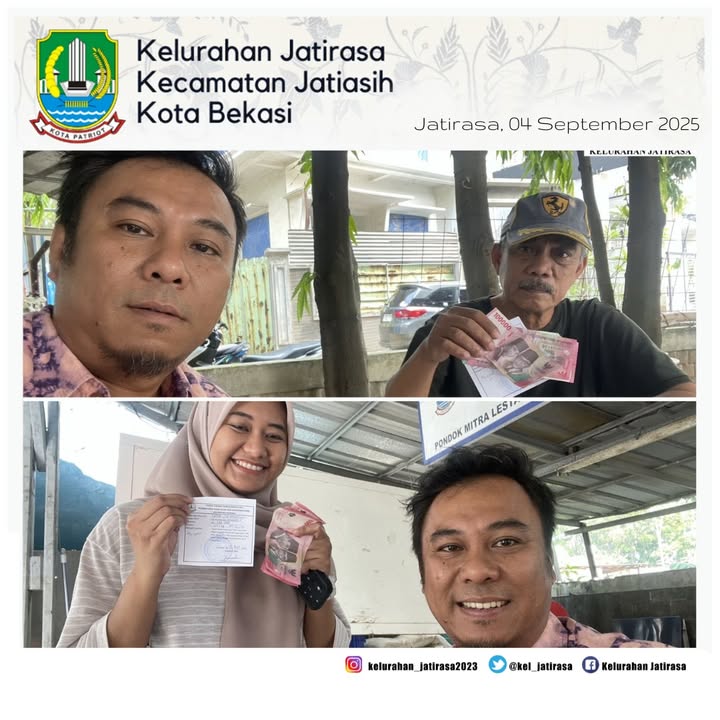 Kelurahan Jatirasa
Kecamatan Jatiasih
Kota Bekasi
KOTA PATRIOT
Jatirasa, 04 September 2025
KELURAHAN JATIRASA
100000
PONDOK MITRA LESTA
kelurahan_jatirasa2023 @kel_jatirasa Kelurahan Jatirasa